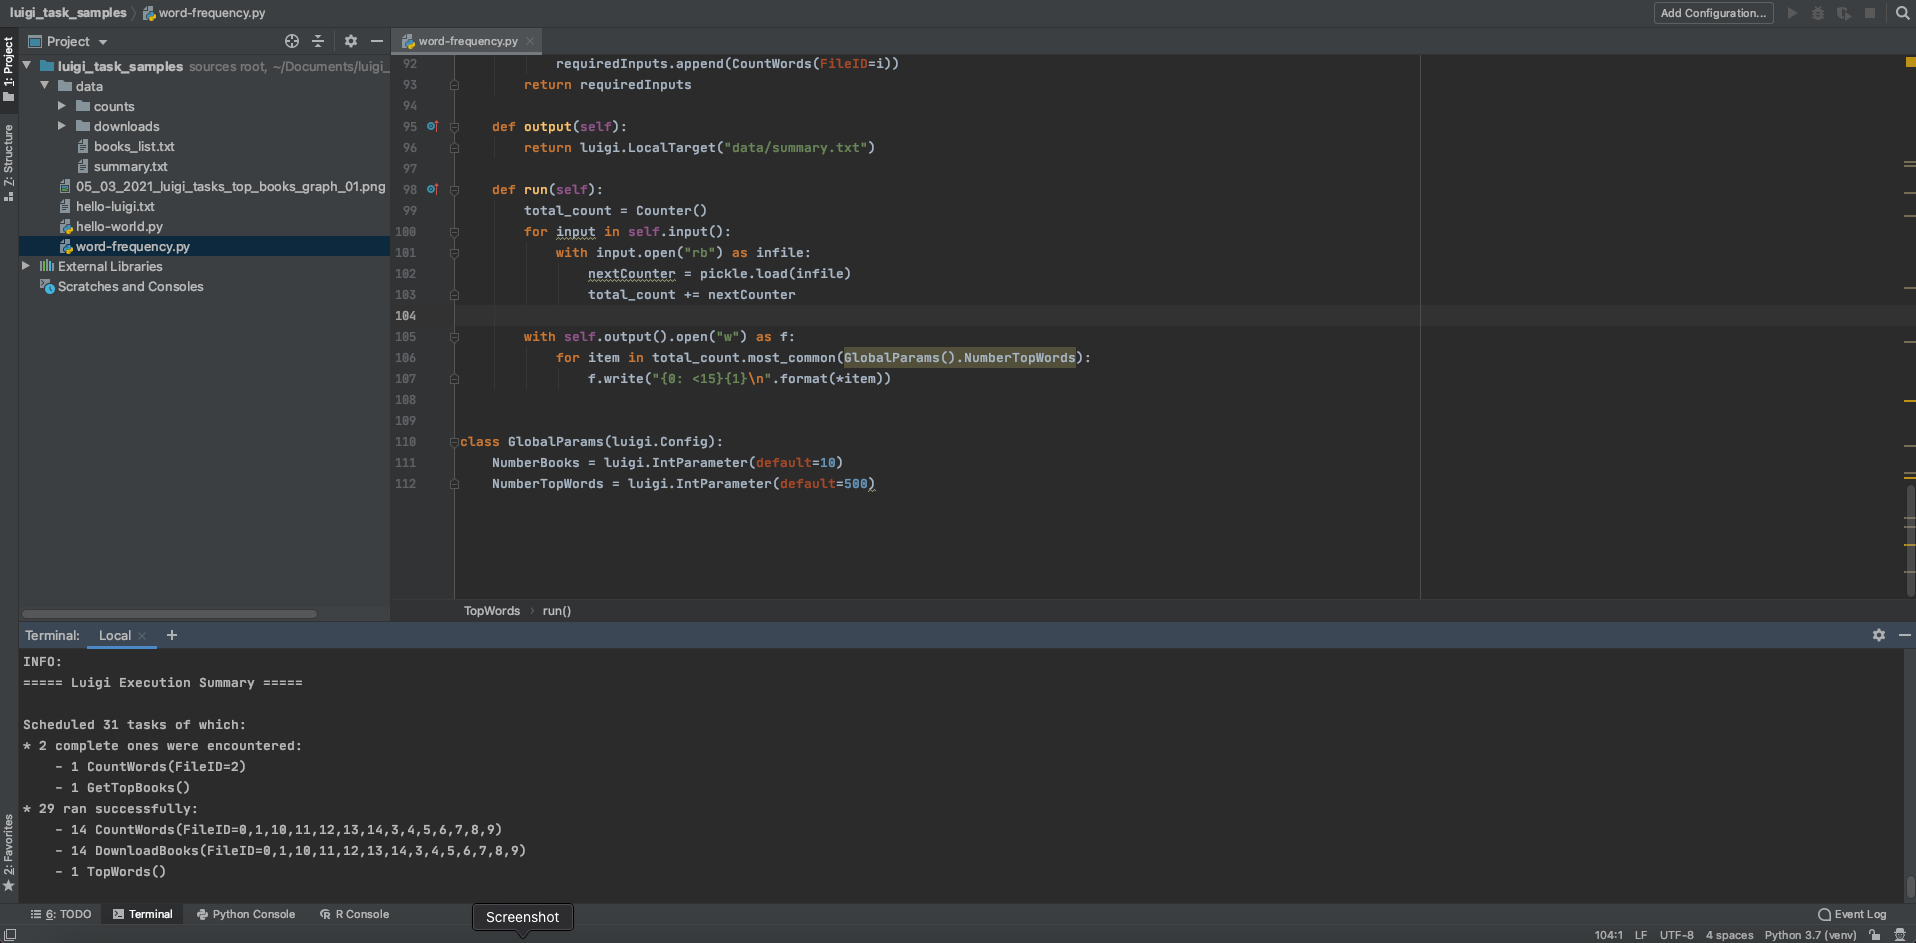 luigi_task_samples word-frequency.py
Add Configuration...
Project
word-frequency.py
1: Project
Z: Structure
2: Favorites
luigi_task_samples sources root, ~/Documents/luigi_
data
counts
downloads
books_list.txt
summary.txt
05_03_2021_luigi_tasks_top_books_graph_01.png
hello-luigi.txt
hello-world.py
word-frequency.py
External Libraries
Scratches and Consoles
92 requiredInputs.append(CountWords(FileID=i))
93 return requiredInputs
94
95 def output(self):
96 return luigi.LocalTarget("data/summary.txt")
97
98 def run(self):
99 total_count = Counter()
100 for input in self.input():
101 with input.open("rb") as infile:
102 nextCounter = pickle.load(infile)
103 total_count += nextCounter
104
105 with self.output().open("w") as f:
106 for item in total_count.most_common(GlobalParams().NumberTopWords):
107 f.write("{0: <15}{1}\n".format(*item))
108
109
110 class GlobalParams(luigi.Config):
111 NumberBooks = luigi.IntParameter(default=10)
112 NumberTopWords = luigi.IntParameter(default=500)
TopWords run()
Terminal: Local +
INFO:
===== Luigi Execution Summary =====
Scheduled 31 tasks of which:
* 2 complete ones were encountered:
- 1 CountWords(FileID=2)
- 1 GetTopBooks()
* 29 ran successfully:
- 14 CountWords(FileID=0,1,10,11,12,13,14,3,4,5,6,7,8,9)
- 14 DownloadBooks(FileID=0,1,10,11,12,13,14,3,4,5,6,7,8,9)
- 1 TopWords()
6: TODO Terminal Python Console R Console Screenshot Event Log
104:1 LF UTF-8 4 spaces Python 3.7 (venv)